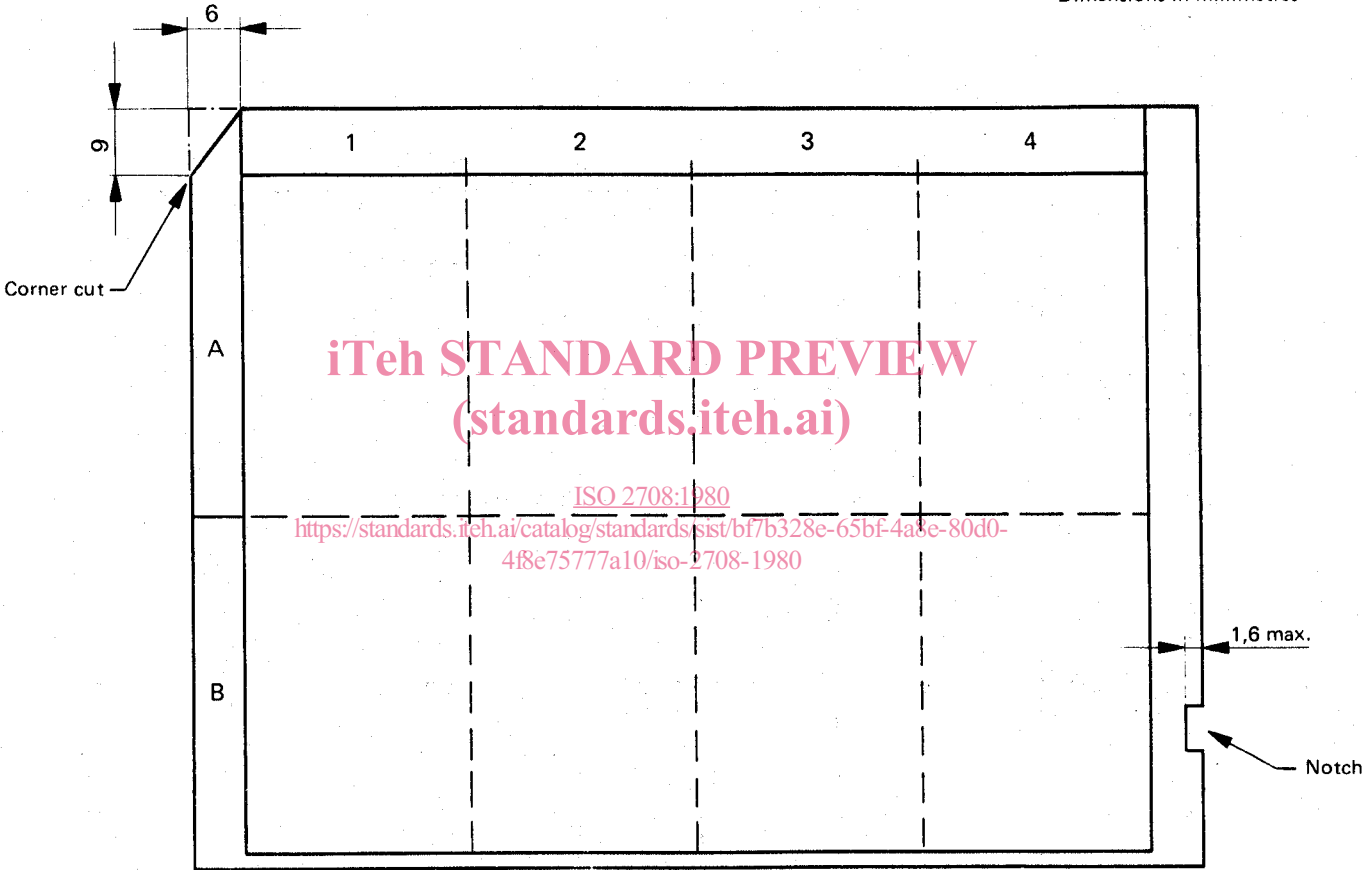 6
9
1 2 3 4
Corner cut
A
iTeh STANDARD PREVIEW
(standards.iteh.ai)
ISO 2708:1980
https://standards.iteh.ai/catalog/standards/sist/bf7b328e-65bf-4a8e-80d0-
4f8e75777a10/iso-2708-1980
1,6 max.
B
Notch